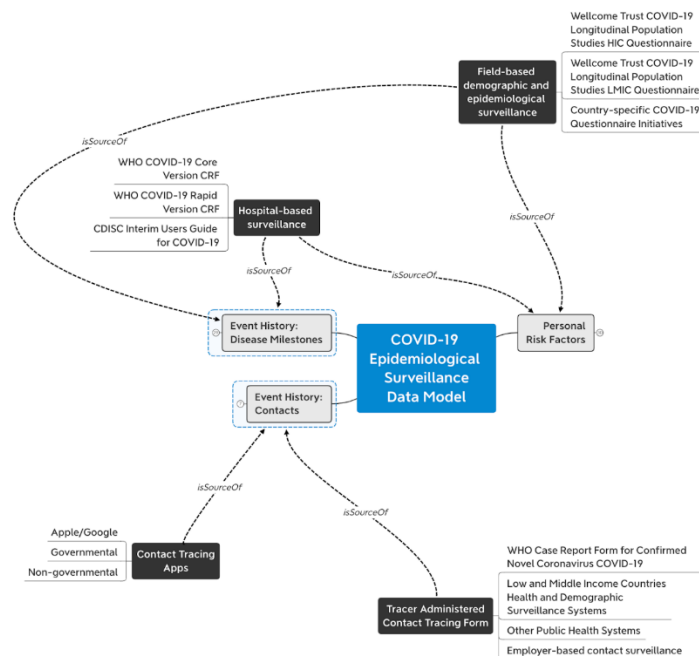 Wellcome Trust COVID-19
Longitudinal Population
Studies HIC Questionnaire
Wellcome Trust COVID-19
Longitudinal Population
Studies LMIC Questionnaire
Country-specific COVID-19
Questionnaire Initiatives
Field-based
demographic and
epidemiological
surveillance
isSourceOf
WHO COVID-19 Core
Version CRF
WHO COVID-19 Rapid
Version CRF
CDISC Interim Users Guide
for COVID-19
Hospital-based
surveillance
isSourceOf
isSourceOf
isSourceOf
Event History:
Disease Milestones
COVID-19
Epidemiological
Surveillance
Data Model
Personal
Risk Factors
Event History:
Contacts
isSourceOf
isSourceOf
Apple/Google
Governmental
Non-governmental
Contact Tracing
Apps
Tracer Administered
Contact Tracing Form
WHO Case Report Form for Confirmed
Novel Coronavirus COVID-19
Low and Middle Income Countries
Health and Demographic
Surveillance Systems
Other Public Health Systems
Employer-based contact surveillance